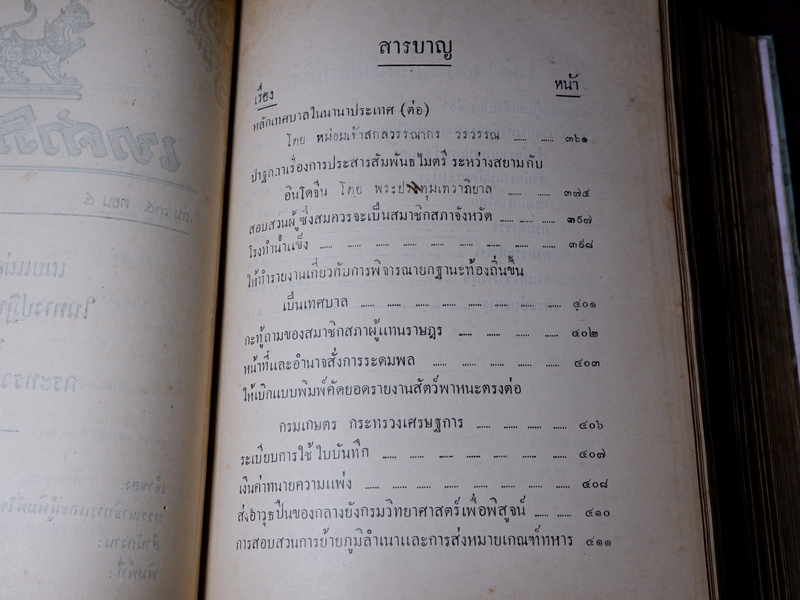 สารบาญ
เรื่อง หน้า
หลักเทศบาลในนานาประเทศ (ต่อ)
โดย หม่อมเจ้าสกลวรรณากร วรวรรณ ..... ..... ๓๖๑
ปาฐกถาเรื่องการประสารสัมพันธไมตรี ระหว่างสยามกับ
อินโดจีน โดย ..... ..... ๓๗๕
สอบสวนผู้ซึ่งสมควรจะเป็นสมาชิกสภาจังหวัด ..... ..... ..... ๓๙๗
โรงทำน้ำแข็ง ..... ..... ..... ..... ..... ..... ..... ..... ๓๙๘
ให้ทำรายงานเกี่ยวกับการพิจารณายกฐานะท้องถิ่นขึ้น
เป็นเทศบาล ..... ..... ..... ..... ..... ..... ..... ๔๐๑
กะทู้ถามของสมาชิกสภาผู้แทนราษฎร ..... ..... ..... ..... ๔๐๒
หน้าที่และอำนาจสั่งการระดมพล ..... ..... ..... ..... ๔๐๓
ให้เบิกแบบพิมพ์คัดยอดรายงานสัตว์พาหนะตรงต่อ
กรมเกษตร กระทรวงเศรษฐการ ..... ..... ..... ..... ๔๐๖
ระเบียบการใช้ใบบันทึก ..... ..... ..... ..... ..... ..... ๔๐๗
เงินค่าทนายความแพ่ง ..... ..... ..... ..... ..... ..... ๔๐๘
ส่งอาวุธปืนของกลางยังกรมวิทยาศาสตร์เพื่อพิสูจน์ ..... ..... ๔๑๐
การสอบสวนการย้ายภูมิลำเนาและการส่งหมายเกณฑ์ทหาร ๔๑๑